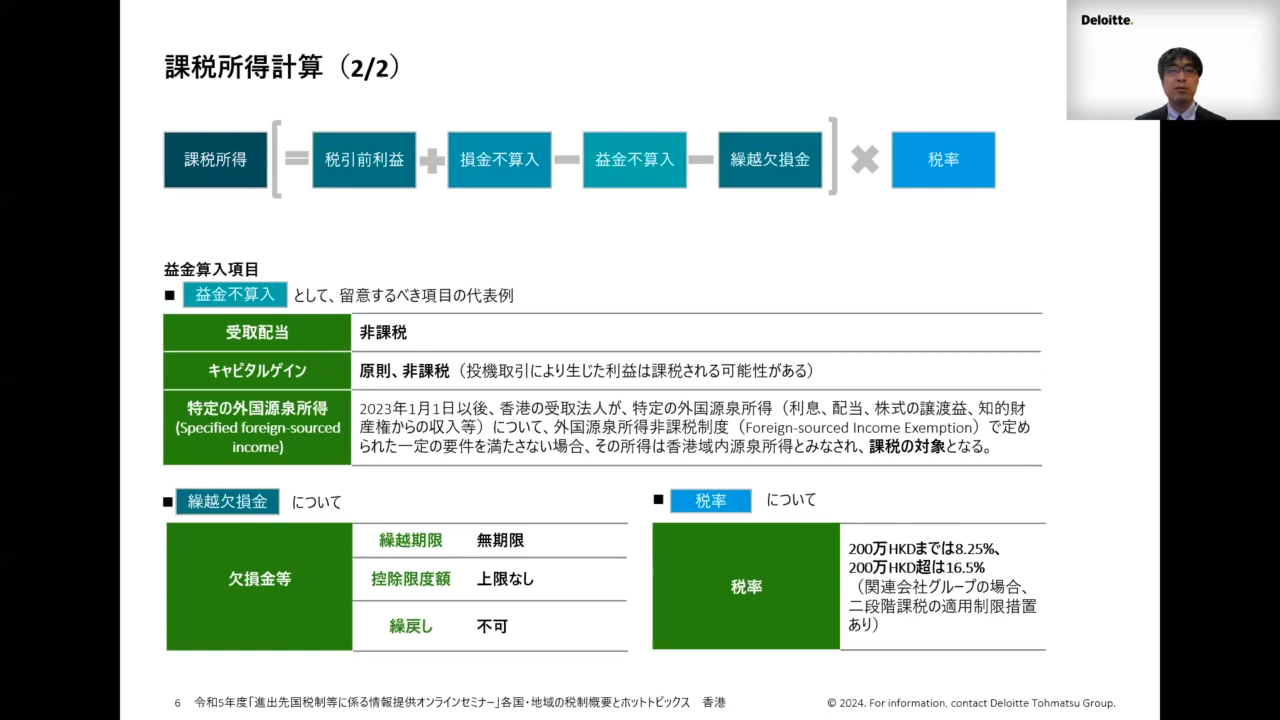 Deloitte.
課税所得計算（2/2）
課税所得 = 税引前利益 + 損金不算入 − 益金不算入 − 繰越欠損金 × 税率
益金算入項目
■ 益金不算入 として、留意するべき項目の代表例
受取配当 非課税
キャピタルゲイン 原則、非課税（投機取引により生じた利益は課税される可能性がある）
特定の外国源泉所得
(Specified foreign-sourced
income)
2023年1月1日以後、香港の受取法人が、特定の外国源泉所得（利息、配当、株式の譲渡益、知的財
産権からの収入等）について、外国源泉所得非課税制度（Foreign-sourced Income Exemption）で定め
られた一定の要件を満たさない場合、その所得は香港域内源泉所得とみなされ、課税の対象となる。
■ 繰越欠損金 について
欠損金等
繰越期限 無期限
控除限度額 上限なし
繰戻し 不可
■ 税率 について
税率
200万HKDまでは8.25%、
200万HKD超は16.5%
（関連会社グループの場合、
二段階課税の適用制限措置
あり）
6 令和5年度「進出先国税制等に係る情報提供オンラインセミナー」各国・地域の税制概要とホットトピックス 香港
© 2024. For information, contact Deloitte Tohmatsu Group.